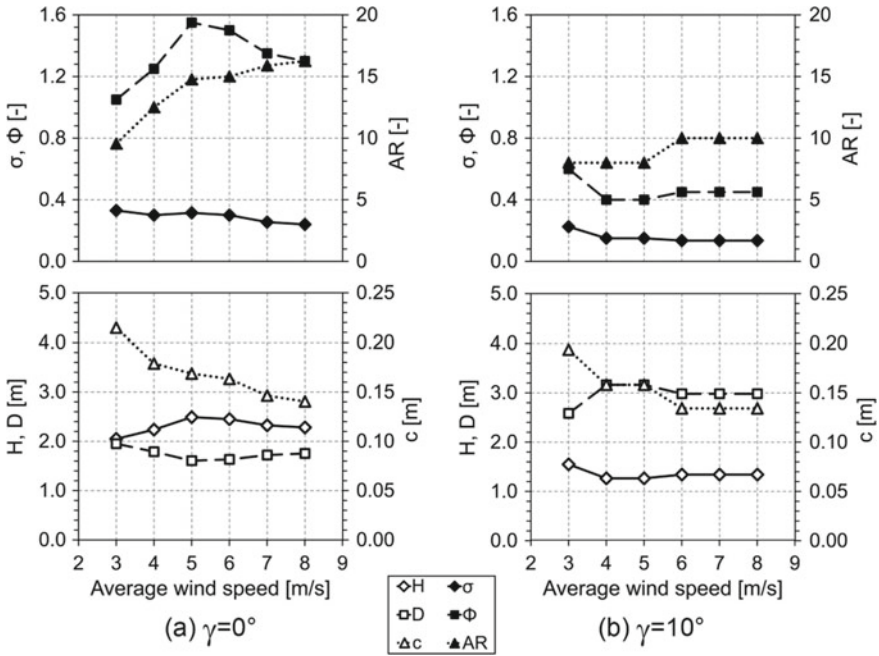 1.6
1.2
0.8
0.4
0.0
σ, Φ [-]
20
15
10
5
0
AR [-]
1.6
1.2
0.8
0.4
0.0
σ, Φ [-]
20
15
10
5
0
AR [-]
5.0
4.0
3.0
2.0
1.0
0.0
H, D [m]
0.25
0.20
0.15
0.10
0.05
0.00
c [m]
2 3 4 5 6 7 8 9
Average wind speed [m/s]
(a) γ=0°
5.0
4.0
3.0
2.0
1.0
0.0
H, D [m]
0.25
0.20
0.15
0.10
0.05
0.00
c [m]
2 3 4 5 6 7 8 9
Average wind speed [m/s]
(b) γ=10°
H σ
D Φ
c AR